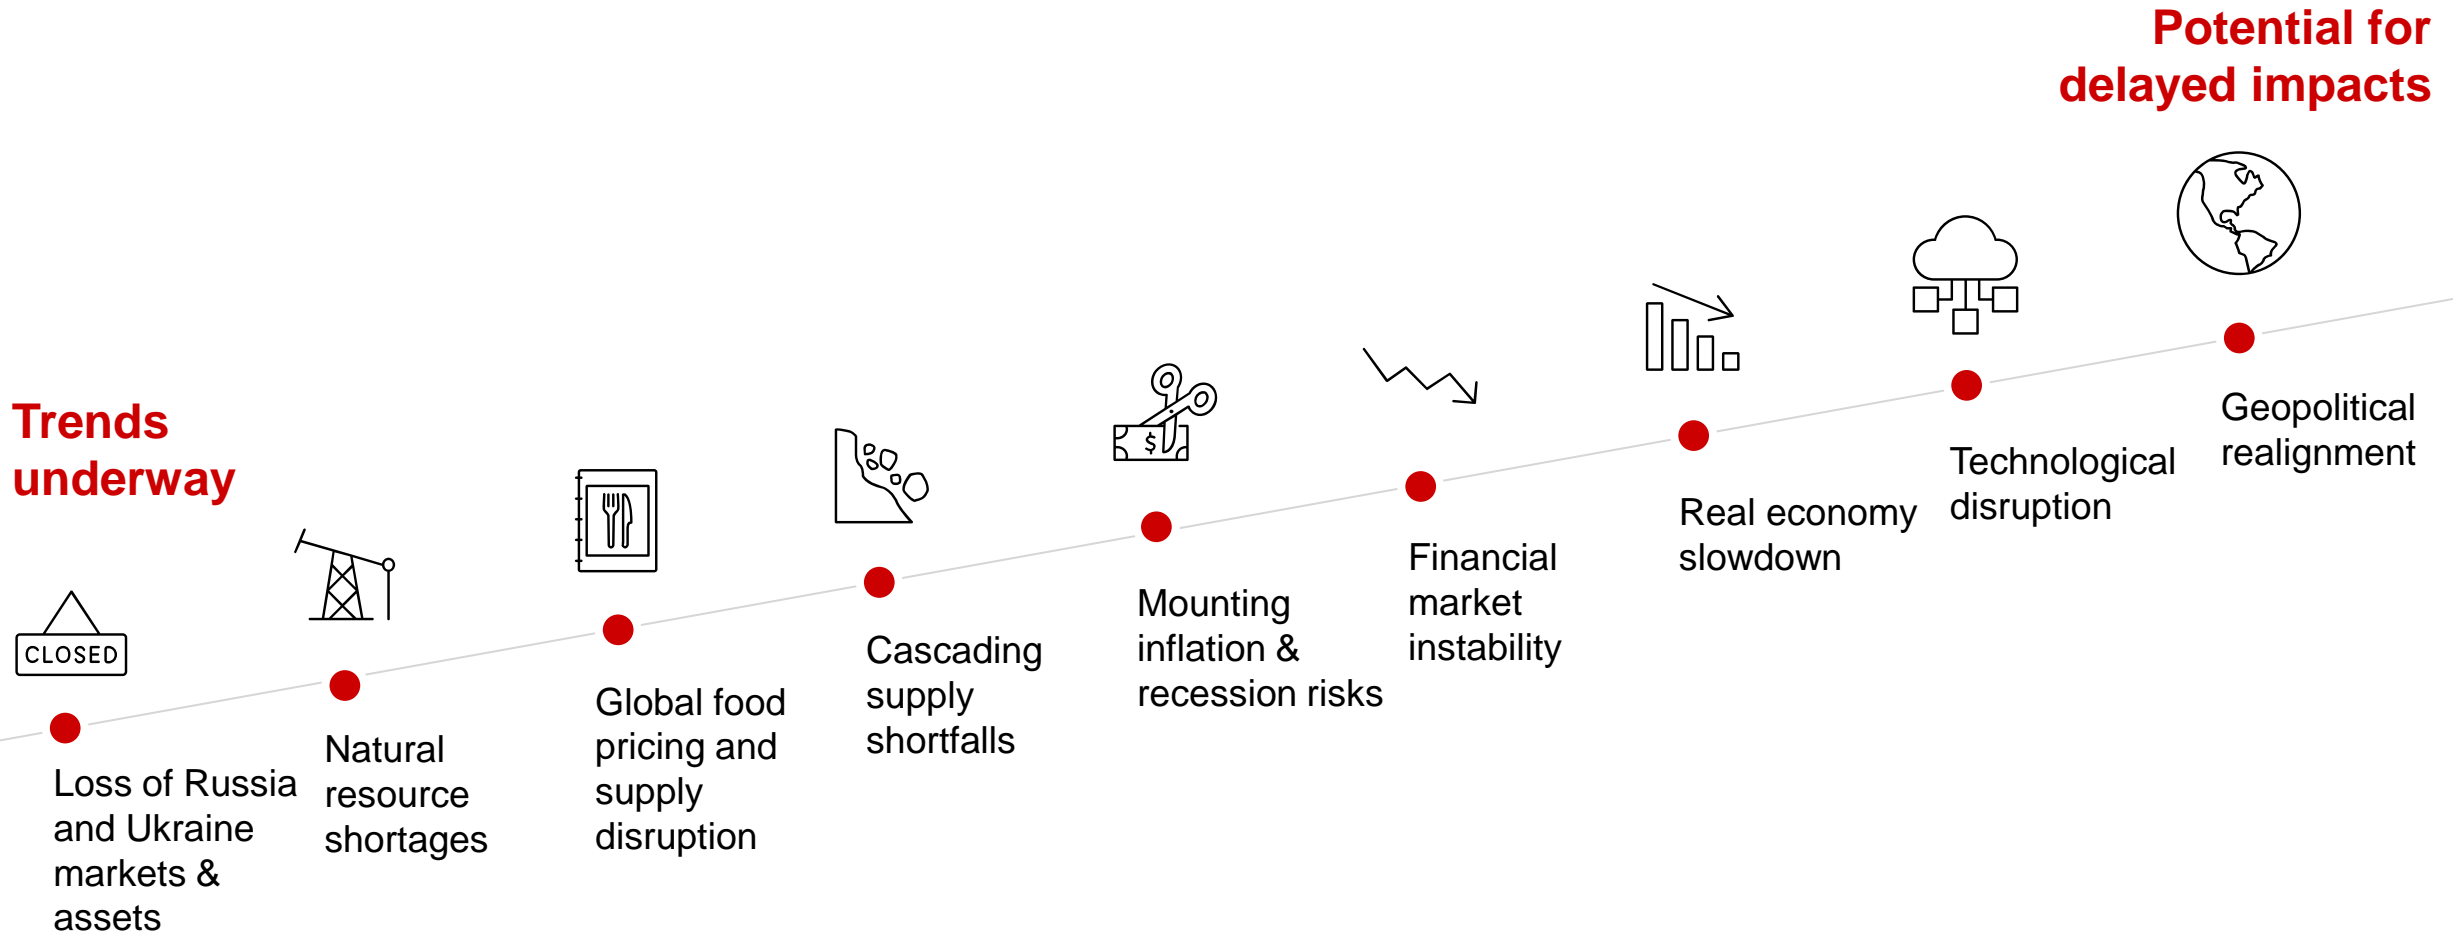 Potential for
delayed impacts
Trends
underway
CLOSED
Loss of Russia
and Ukraine
markets &
assets
Natural
resource
shortages
Global food
pricing and
supply
disruption
Cascading
supply
shortfalls
$
Mounting
inflation &
recession risks
Financial
market
instability
Real economy
slowdown
Technological
disruption
Geopolitical
realignment